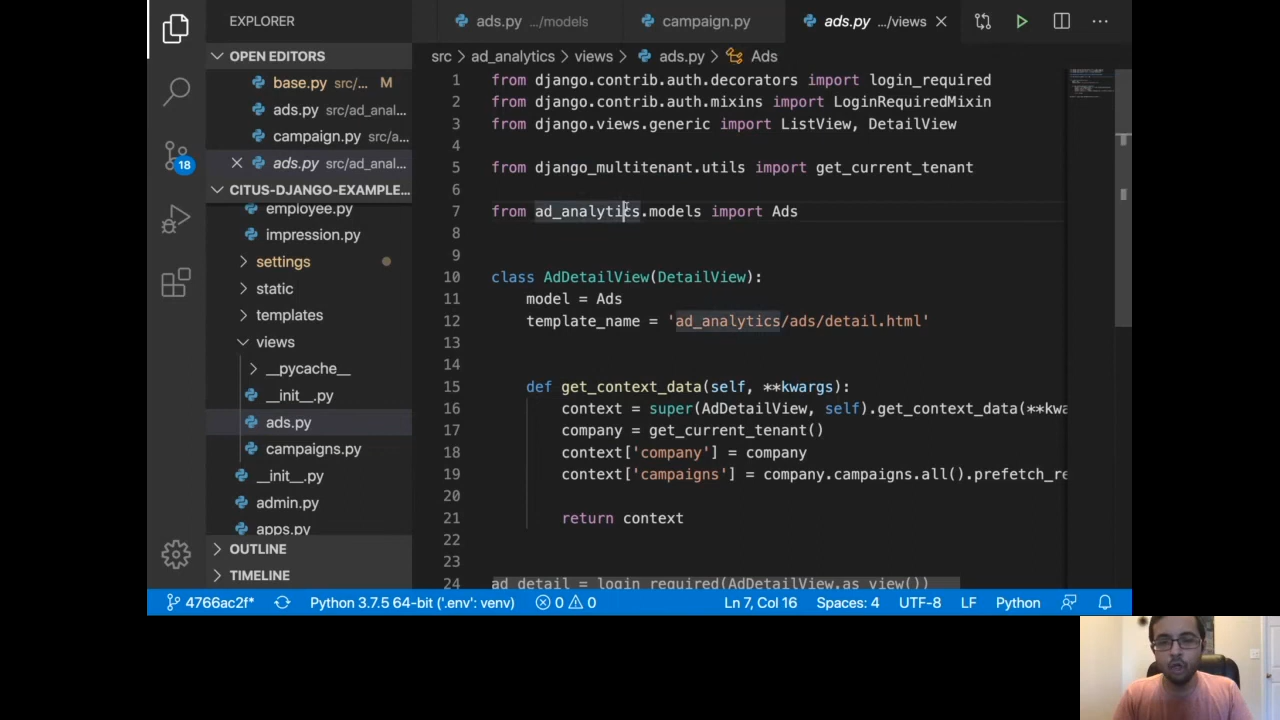 EXPLORER
OPEN EDITORS
base.py src/... M
ads.py src/ad_anal...
campaign.py src/a...
ads.py src/ad_anal...
CITUS-DJANGO-EXAMPLE...
employee.py
impression.py
settings
static
templates
views
__pycache__
__init__.py
ads.py
campaigns.py
__init__.py
admin.py
apps.py
OUTLINE
TIMELINE
18
ads.py .../models
campaign.py
ads.py .../views
src > ad_analytics > views > ads.py > Ads
1 from django.contrib.auth.decorators import login_required
2 from django.contrib.auth.mixins import LoginRequiredMixin
3 from django.views.generic import ListView, DetailView
4
5 from django_multitenant.utils import get_current_tenant
6
7 from ad_analytics.models import Ads
8
9
10 class AdDetailView(DetailView):
11 model = Ads
12 template_name = 'ad_analytics/ads/detail.html'
13
14
15 def get_context_data(self, **kwargs):
16 context = super(AdDetailView, self).get_context_data(**kwa
17 company = get_current_tenant()
18 context['company'] = company
19 context['campaigns'] = company.campaigns.all().prefetch_re
20
21 return context
22
23
24 ad_detail = login_required(AdDetailView.as_view())
4766ac2f* Python 3.7.5 64-bit ('.env': venv) 0 0 Ln 7, Col 16 Spaces: 4 UTF-8 LF Python